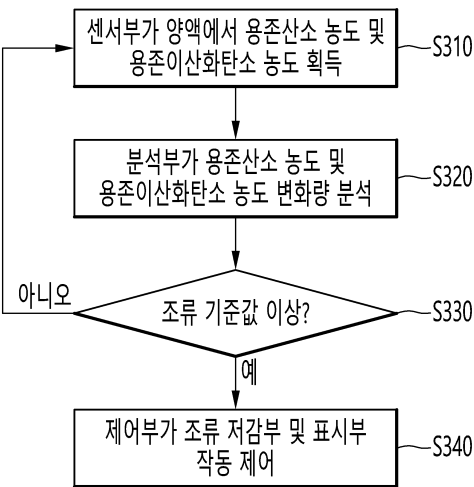 센서부가 양액에서 용존산소 농도 및
용존이산화탄소 농도 획득
S310
분석부가 용존산소 농도 및
용존이산화탄소 농도 변화량 분석
S320
아니오
조류 기준값 이상?
S330
예
제어부가 조류 저감부 및 표시부
작동 제어
S340